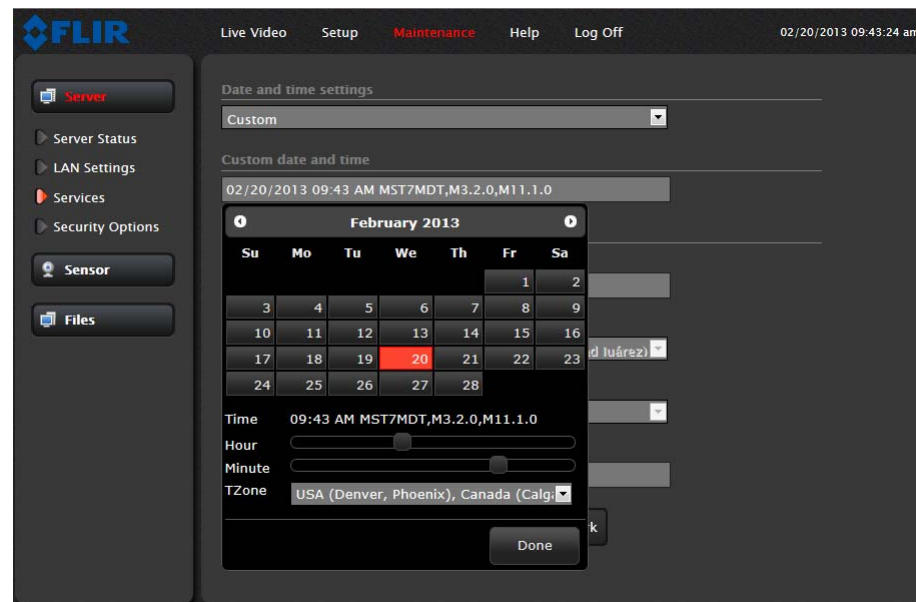 FLIR
Live Video Setup Maintenance Help Log Off 02/20/2013 09:43:24 am
Server
Server Status
LAN Settings
Services
Security Options
Sensor
Files
Date and time settings
Custom
Custom date and time
02/20/2013 09:43 AM MST7MDT,M3.2.0,M11.1.0
February 2013
Su Mo Tu We Th Fr Sa
1 2
3 4 5 6 7 8 9
10 11 12 13 14 15 16
17 18 19 20 21 22 23
24 25 26 27 28
Time 09:43 AM MST7MDT,M3.2.0,M11.1.0
Hour
Minute
TZone USA (Denver, Phoenix), Canada (Calga
Done